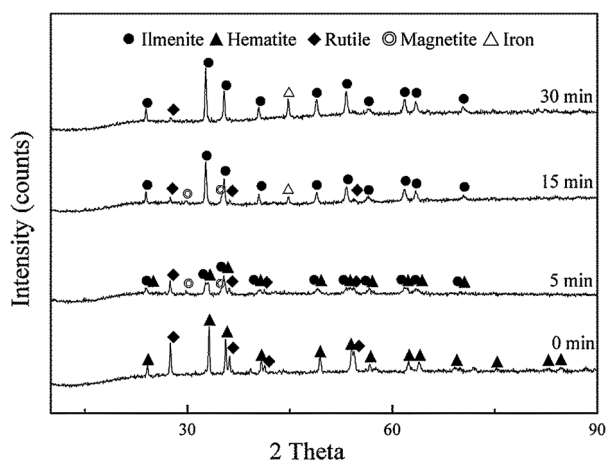 Ilmenite Hematite Rutile Magnetite Iron
30 min
15 min
5 min
0 min
Intensity (counts)
30 60 90
2 Theta